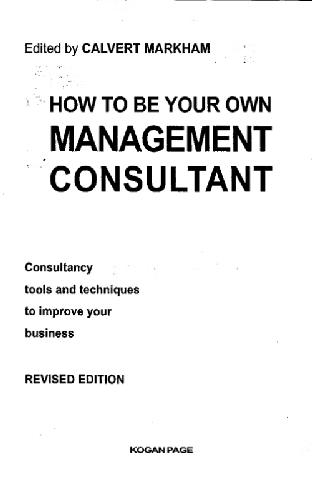 Edited by CALVERT MARKHAM
HOW TO BE YOUR OWN
MANAGEMENT
CONSULTANT
Consultancy
tools and techniques
to improve your
business
REVISED EDITION
KOGAN PAGE